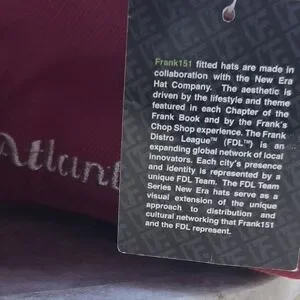 Frank151 fitted hats are made in
collaboration with the New Era
Hat Company. The aesthetic is
driven by the lifestyle and theme
featured in each Chapter of the
Frank Book and by the Frank's
Chop Shop experience. The Frank
Distro League™ (FDL™) is an
expanding global network of local
innovators. Each city's presence
and identity is represented by a
unique FDL Team. The FDL Team
Series New Era hats serve as a
visual extension of the unique
approach to distribution and
cultural networking that Frank151
and the FDL represent.
Atlant